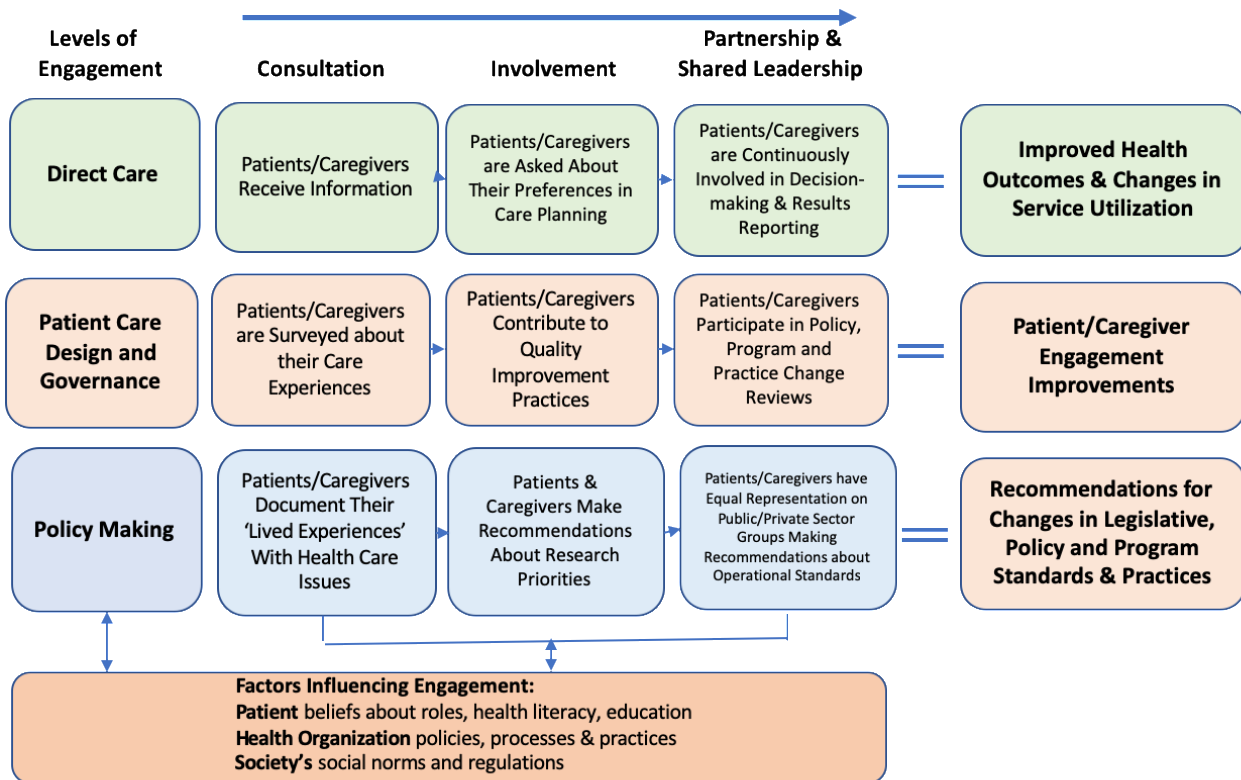 Levels of
Engagement
Consultation
Involvement
Partnership &
Shared Leadership
Direct Care
Patients/Caregivers
Receive Information
Patients/Caregivers
are Asked About
Their Preferences in
Care Planning
Patients/Caregivers
are Continuously
Involved in Decision-
making & Results
Reporting
Improved Health
Outcomes & Changes in
Service Utilization
Patient Care
Design and
Governance
Patients/Caregivers
are Surveyed about
their Care
Experiences
Patients/Caregivers
Contribute to
Quality
Improvement
Practices
Patients/Caregivers
Participate in Policy,
Program and
Practice Change
Reviews
Patient/Caregiver
Engagement
Improvements
Policy Making
Patients/Caregivers
Document Their
‘Lived Experiences’
With Health Care
Issues
Patients &
Caregivers Make
Recommendations
About Research
Priorities
Patients/Caregivers have
Equal Representation on
Public/Private Sector
Groups Making
Recommendations about
Operational Standards
Recommendations for
Changes in Legislative,
Policy and Program
Standards & Practices
Factors Influencing Engagement:
Patient beliefs about roles, health literacy, education
Health Organization policies, processes & practices
Society’s social norms and regulations